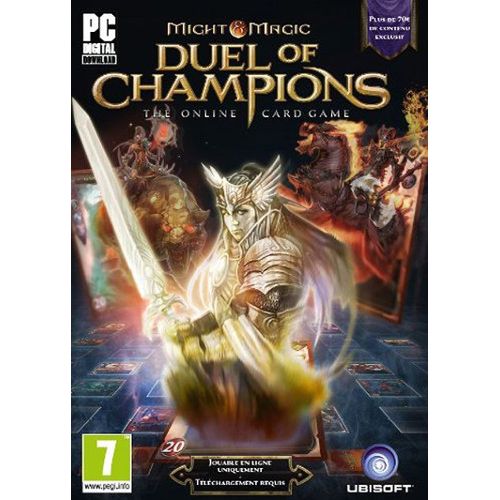 PC
DIGITAL
DOWNLOAD
MIGHT & MAGIC
DUEL OF
CHAMPIONS
THE ONLINE CARD GAME
PLUS DE 70€
DE CONTENU
EXCLUSIF
20
7
www.pegi.info
JOUABLE EN LIGNE
UNIQUEMENT
TÉLÉCHARGEMENT REQUIS
UBISOFT